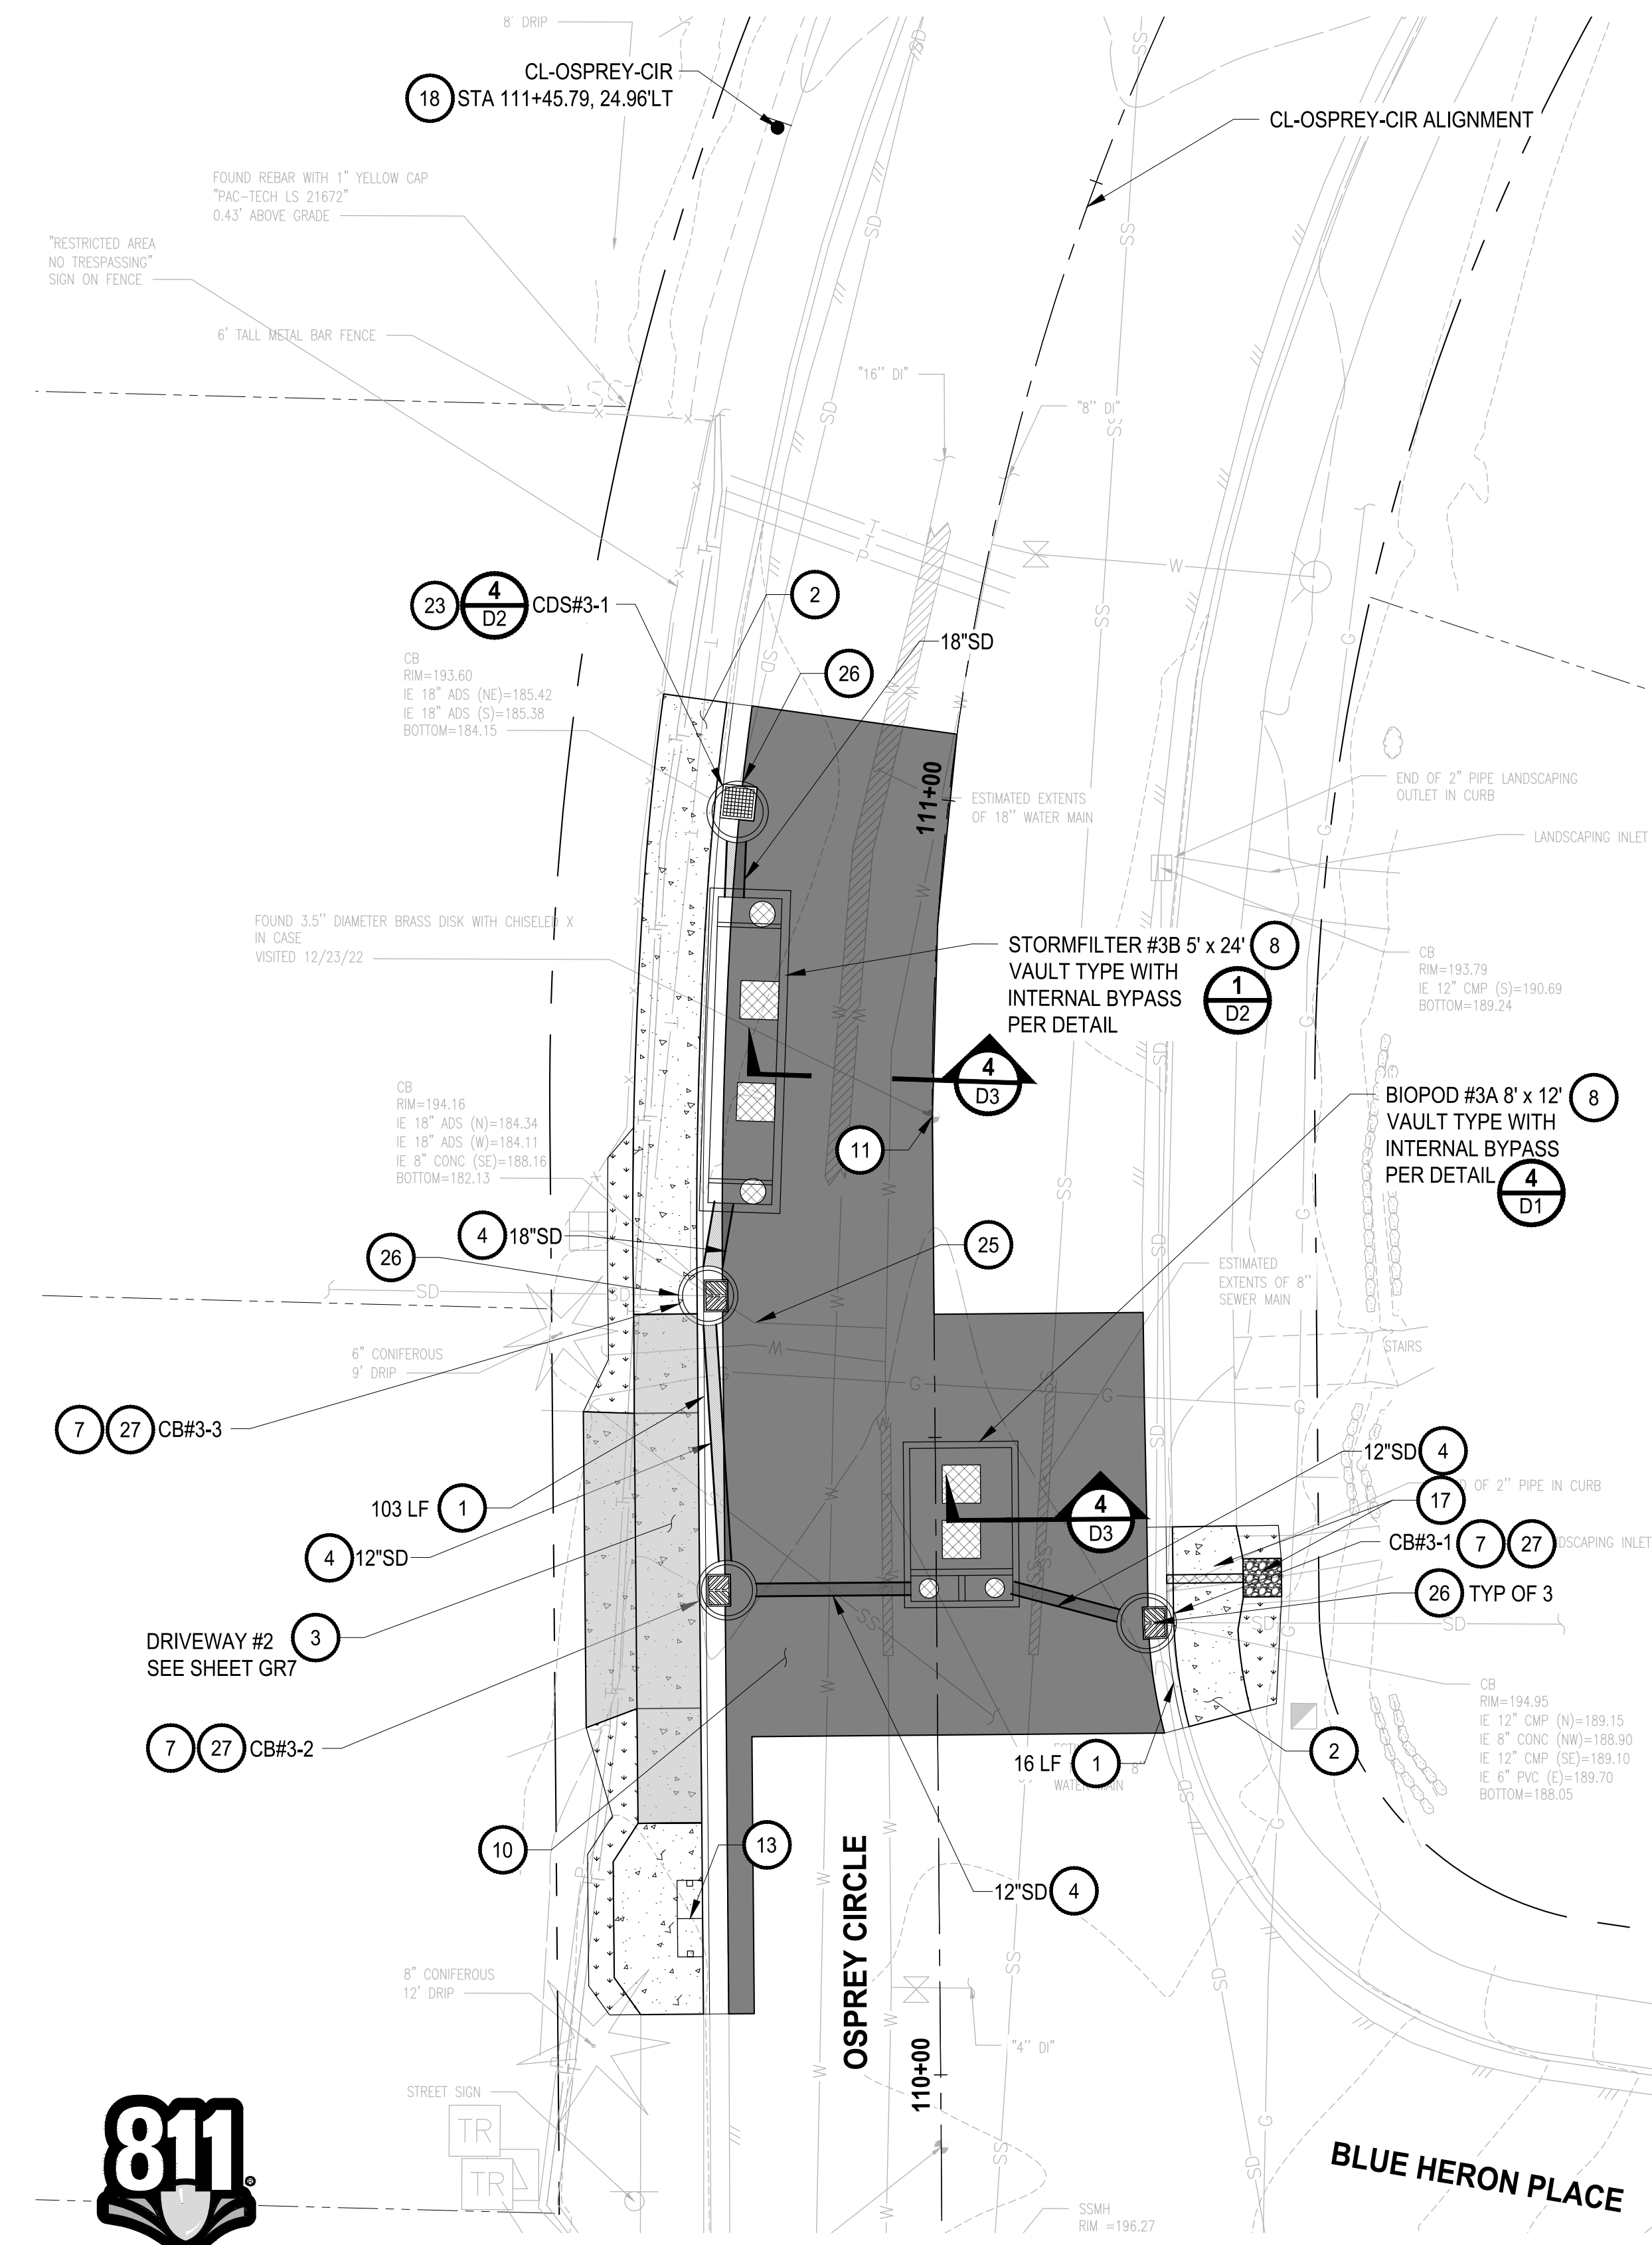 8' DRIP
CL-OSPREY-CIR
18 STA 111+45.79, 24.96'LT
CL-OSPREY-CIR ALIGNMENT
FOUND REBAR WITH 1" YELLOW CAP
"PAC-TECH LS 21672"
0.43' ABOVE GRADE
"RESTRICTED AREA
NO TRESPASSING"
SIGN ON FENCE
6' TALL METAL BAR FENCE
"16'' DI"
"8'' DI"
23 4 D2 CDS#3-1
2
18"SD
26
CB
RIM=193.60
IE 18" ADS (NE)=185.42
IE 18" ADS (S)=185.38
BOTTOM=184.15
111+00
ESTIMATED EXTENTS
OF 18'' WATER MAIN
END OF 2" PIPE LANDSCAPING
OUTLET IN CURB
LANDSCAPING INLET
FOUND 3.5'' DIAMETER BRASS DISK WITH CHISELED X
IN CASE
VISITED 12/23/22
STORMFILTER #3B 5' x 24' 8
VAULT TYPE WITH
INTERNAL BYPASS
PER DETAIL
1
D2
CB
RIM=193.79
IE 12" CMP (S)=190.69
BOTTOM=189.24
4
D3
CB
RIM=194.16
IE 18" ADS (N)=184.34
IE 18" ADS (W)=184.11
IE 8" CONC (SE)=188.16
BOTTOM=182.13
BIOPOD #3A 8' x 12' 8
VAULT TYPE WITH
INTERNAL BYPASS
PER DETAIL
4
D1
11
4 18"SD
26
25
ESTIMATED
EXTENTS OF 8''
SEWER MAIN
STAIRS
6" CONIFEROUS
9' DRIP
7 27 CB#3-3
12"SD 4
OF 2'' PIPE IN CURB
17
103 LF 1
4
D3
CB#3-1 7 27
DSCAPING INLET
4 12"SD
26 TYP OF 3
DRIVEWAY #2 3
SEE SHEET GR7
CB
RIM=194.95
IE 12" CMP (N)=189.15
IE 8" CONC (NW)=188.90
IE 12" CMP (SE)=189.10
IE 6" PVC (E)=189.70
BOTTOM=188.05
7 27 CB#3-2
2
16 LF 1
8''
WATER MAIN
10
13
12"SD 4
OSPREY CIRCLE
8" CONIFEROUS
12' DRIP
"4'' DI"
110+00
STREET SIGN
TR
TR
811
BLUE HERON PLACE
SSMH
RIM =196.27